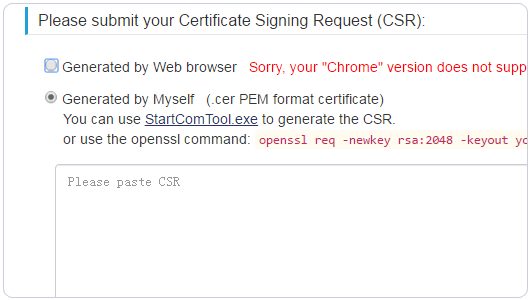 Please submit your Certificate Signing Request (CSR):
Generated by Web browser Sorry, your "Chrome" version does not supp
Generated by Myself (.cer PEM format certificate)
You can use StartComTool.exe to generate the CSR.
or use the openssl command: openssl req -newkey rsa:2048 -keyout yo
Please paste CSR